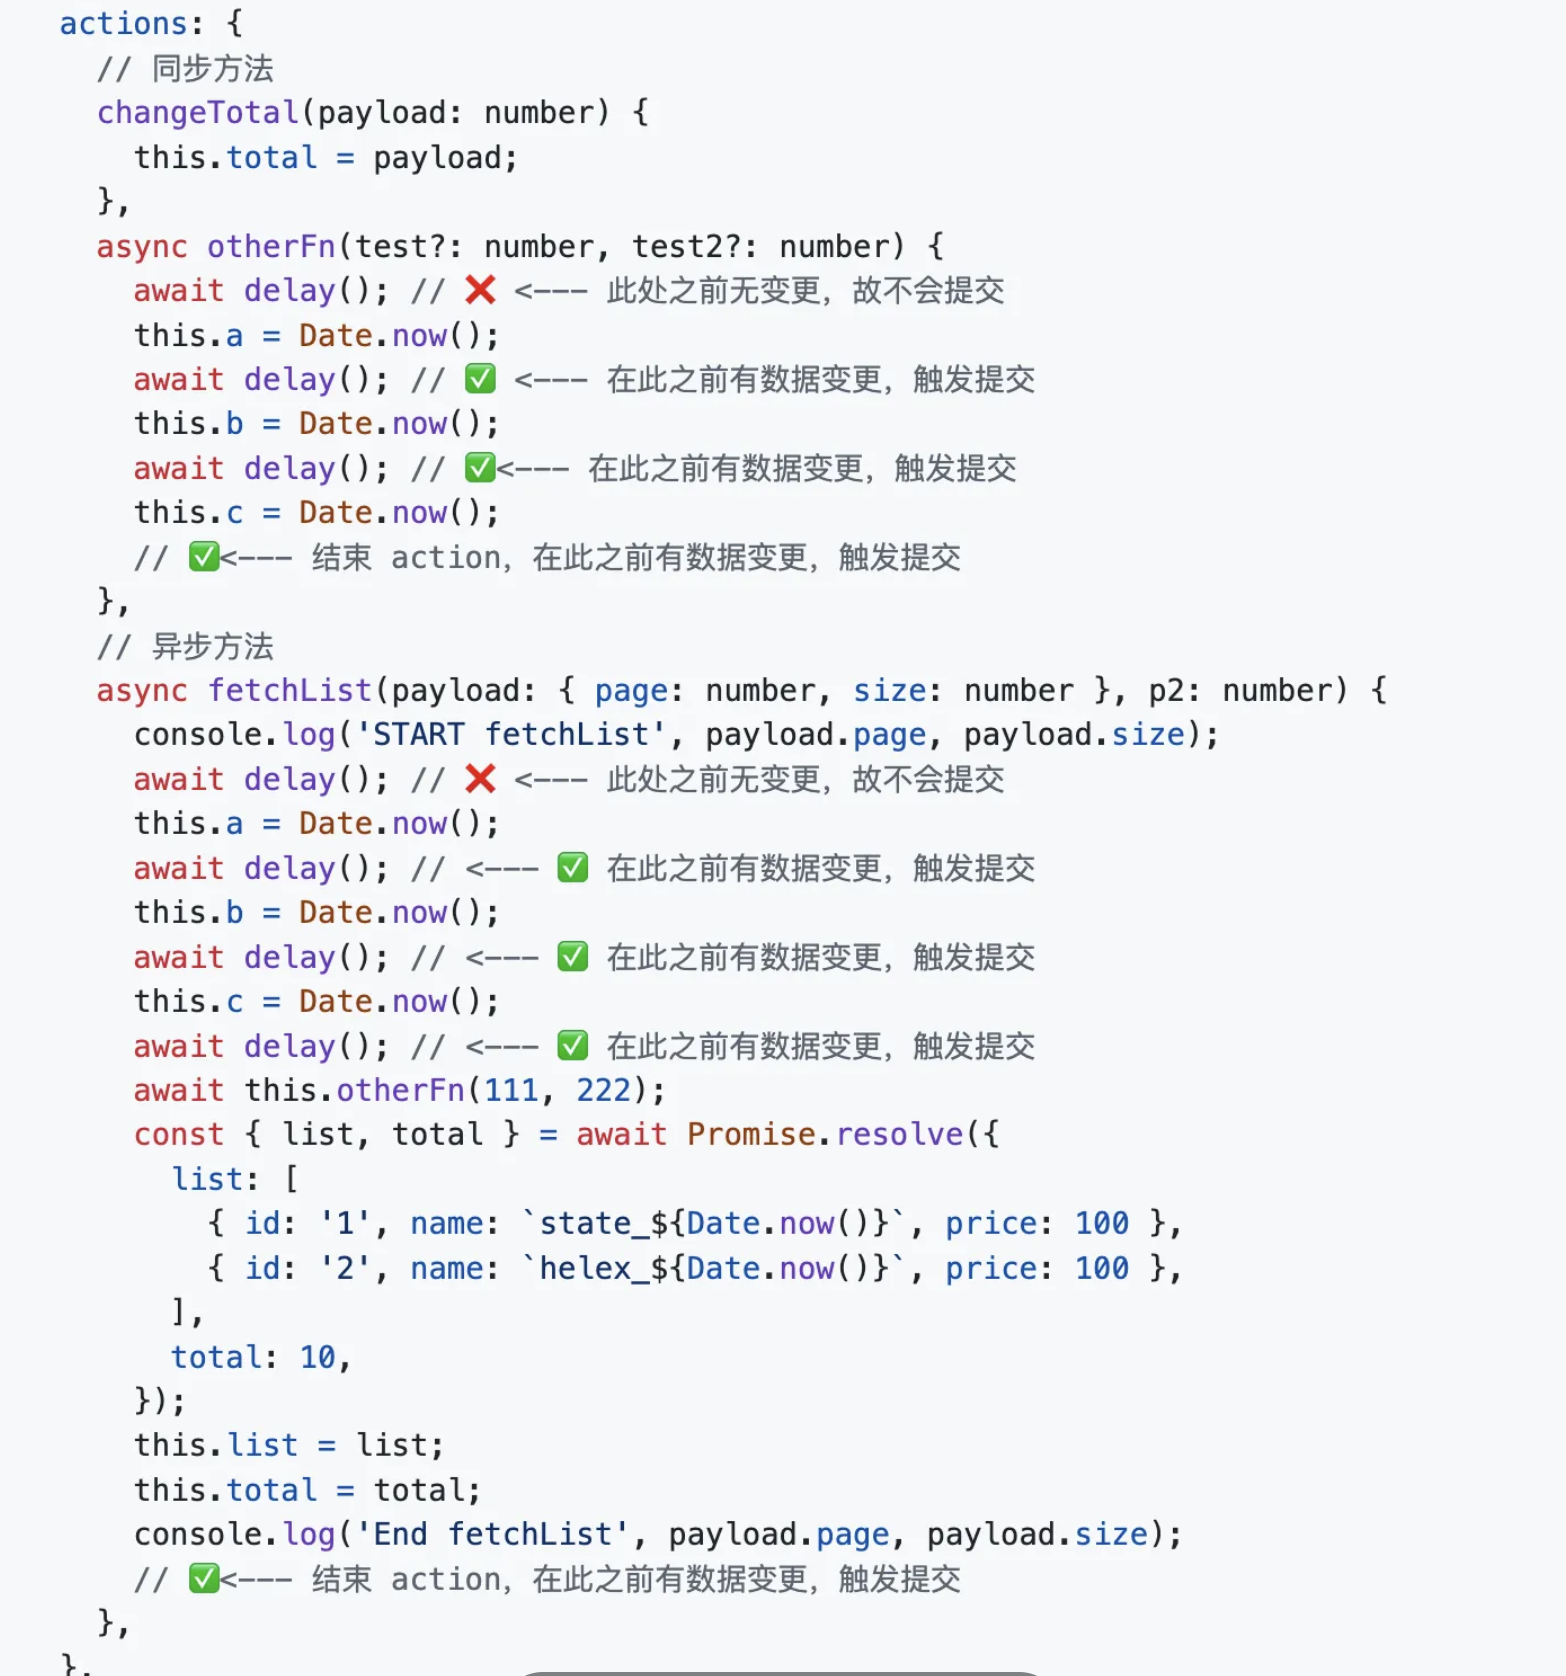 actions: {
  // 同步方法
  changeTotal(payload: number) {
    this.total = payload;
  },
  async otherFn(test?: number, test2?: number) {
    await delay(); // ❌ <--- 此处之前无变更，故不会提交
    this.a = Date.now();
    await delay(); // ✅ <--- 在此之前有数据变更，触发提交
    this.b = Date.now();
    await delay(); // ✅<--- 在此之前有数据变更，触发提交
    this.c = Date.now();
    // ✅<--- 结束 action，在此之前有数据变更，触发提交
  },
  // 异步方法
  async fetchList(payload: { page: number, size: number }, p2: number) {
    console.log('START fetchList', payload.page, payload.size);
    await delay(); // ❌ <--- 此处之前无变更，故不会提交
    this.a = Date.now();
    await delay(); // <--- ✅ 在此之前有数据变更，触发提交
    this.b = Date.now();
    await delay(); // <--- ✅ 在此之前有数据变更，触发提交
    this.c = Date.now();
    await delay(); // <--- ✅ 在此之前有数据变更，触发提交
    await this.otherFn(111, 222);
    const { list, total } = await Promise.resolve({
      list: [
        { id: '1', name: `state_${Date.now()}`, price: 100 },
        { id: '2', name: `helex_${Date.now()}`, price: 100 },
      ],
      total: 10,
    });
    this.list = list;
    this.total = total;
    console.log('End fetchList', payload.page, payload.size);
    // ✅<--- 结束 action，在此之前有数据变更，触发提交
  },
},